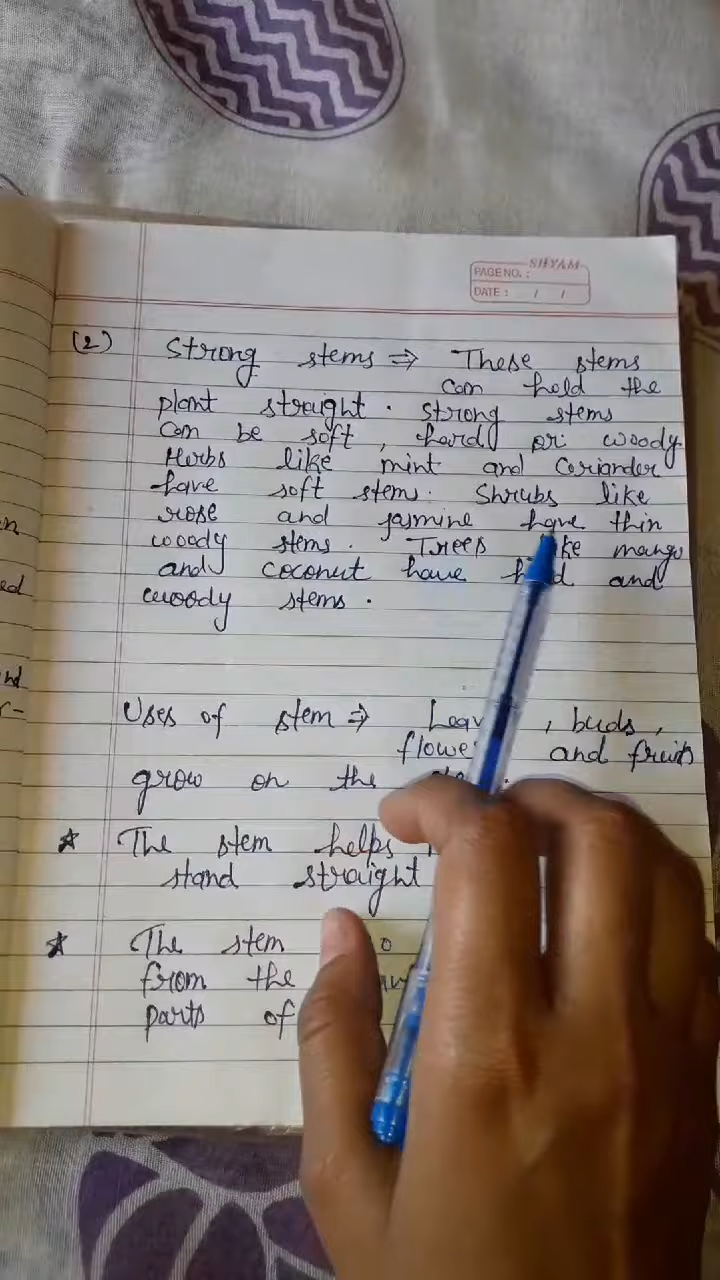 SHYAM
PAGE NO. :
DATE : / /
(2) Strong stems ⇒ These stems
can hold the
plant straight. Strong stems
can be soft, hard or woody
Herbs like mint and Coriander
have soft stems. Shrubs like
rose and jasmine have thin
woody stems. Trees mango
and coconut have and
woody stems.
Uses of stem ⇒ , buds,
and fruits
grow on the
★ The stem helps
stand straight
★ The stem
from the
parts of